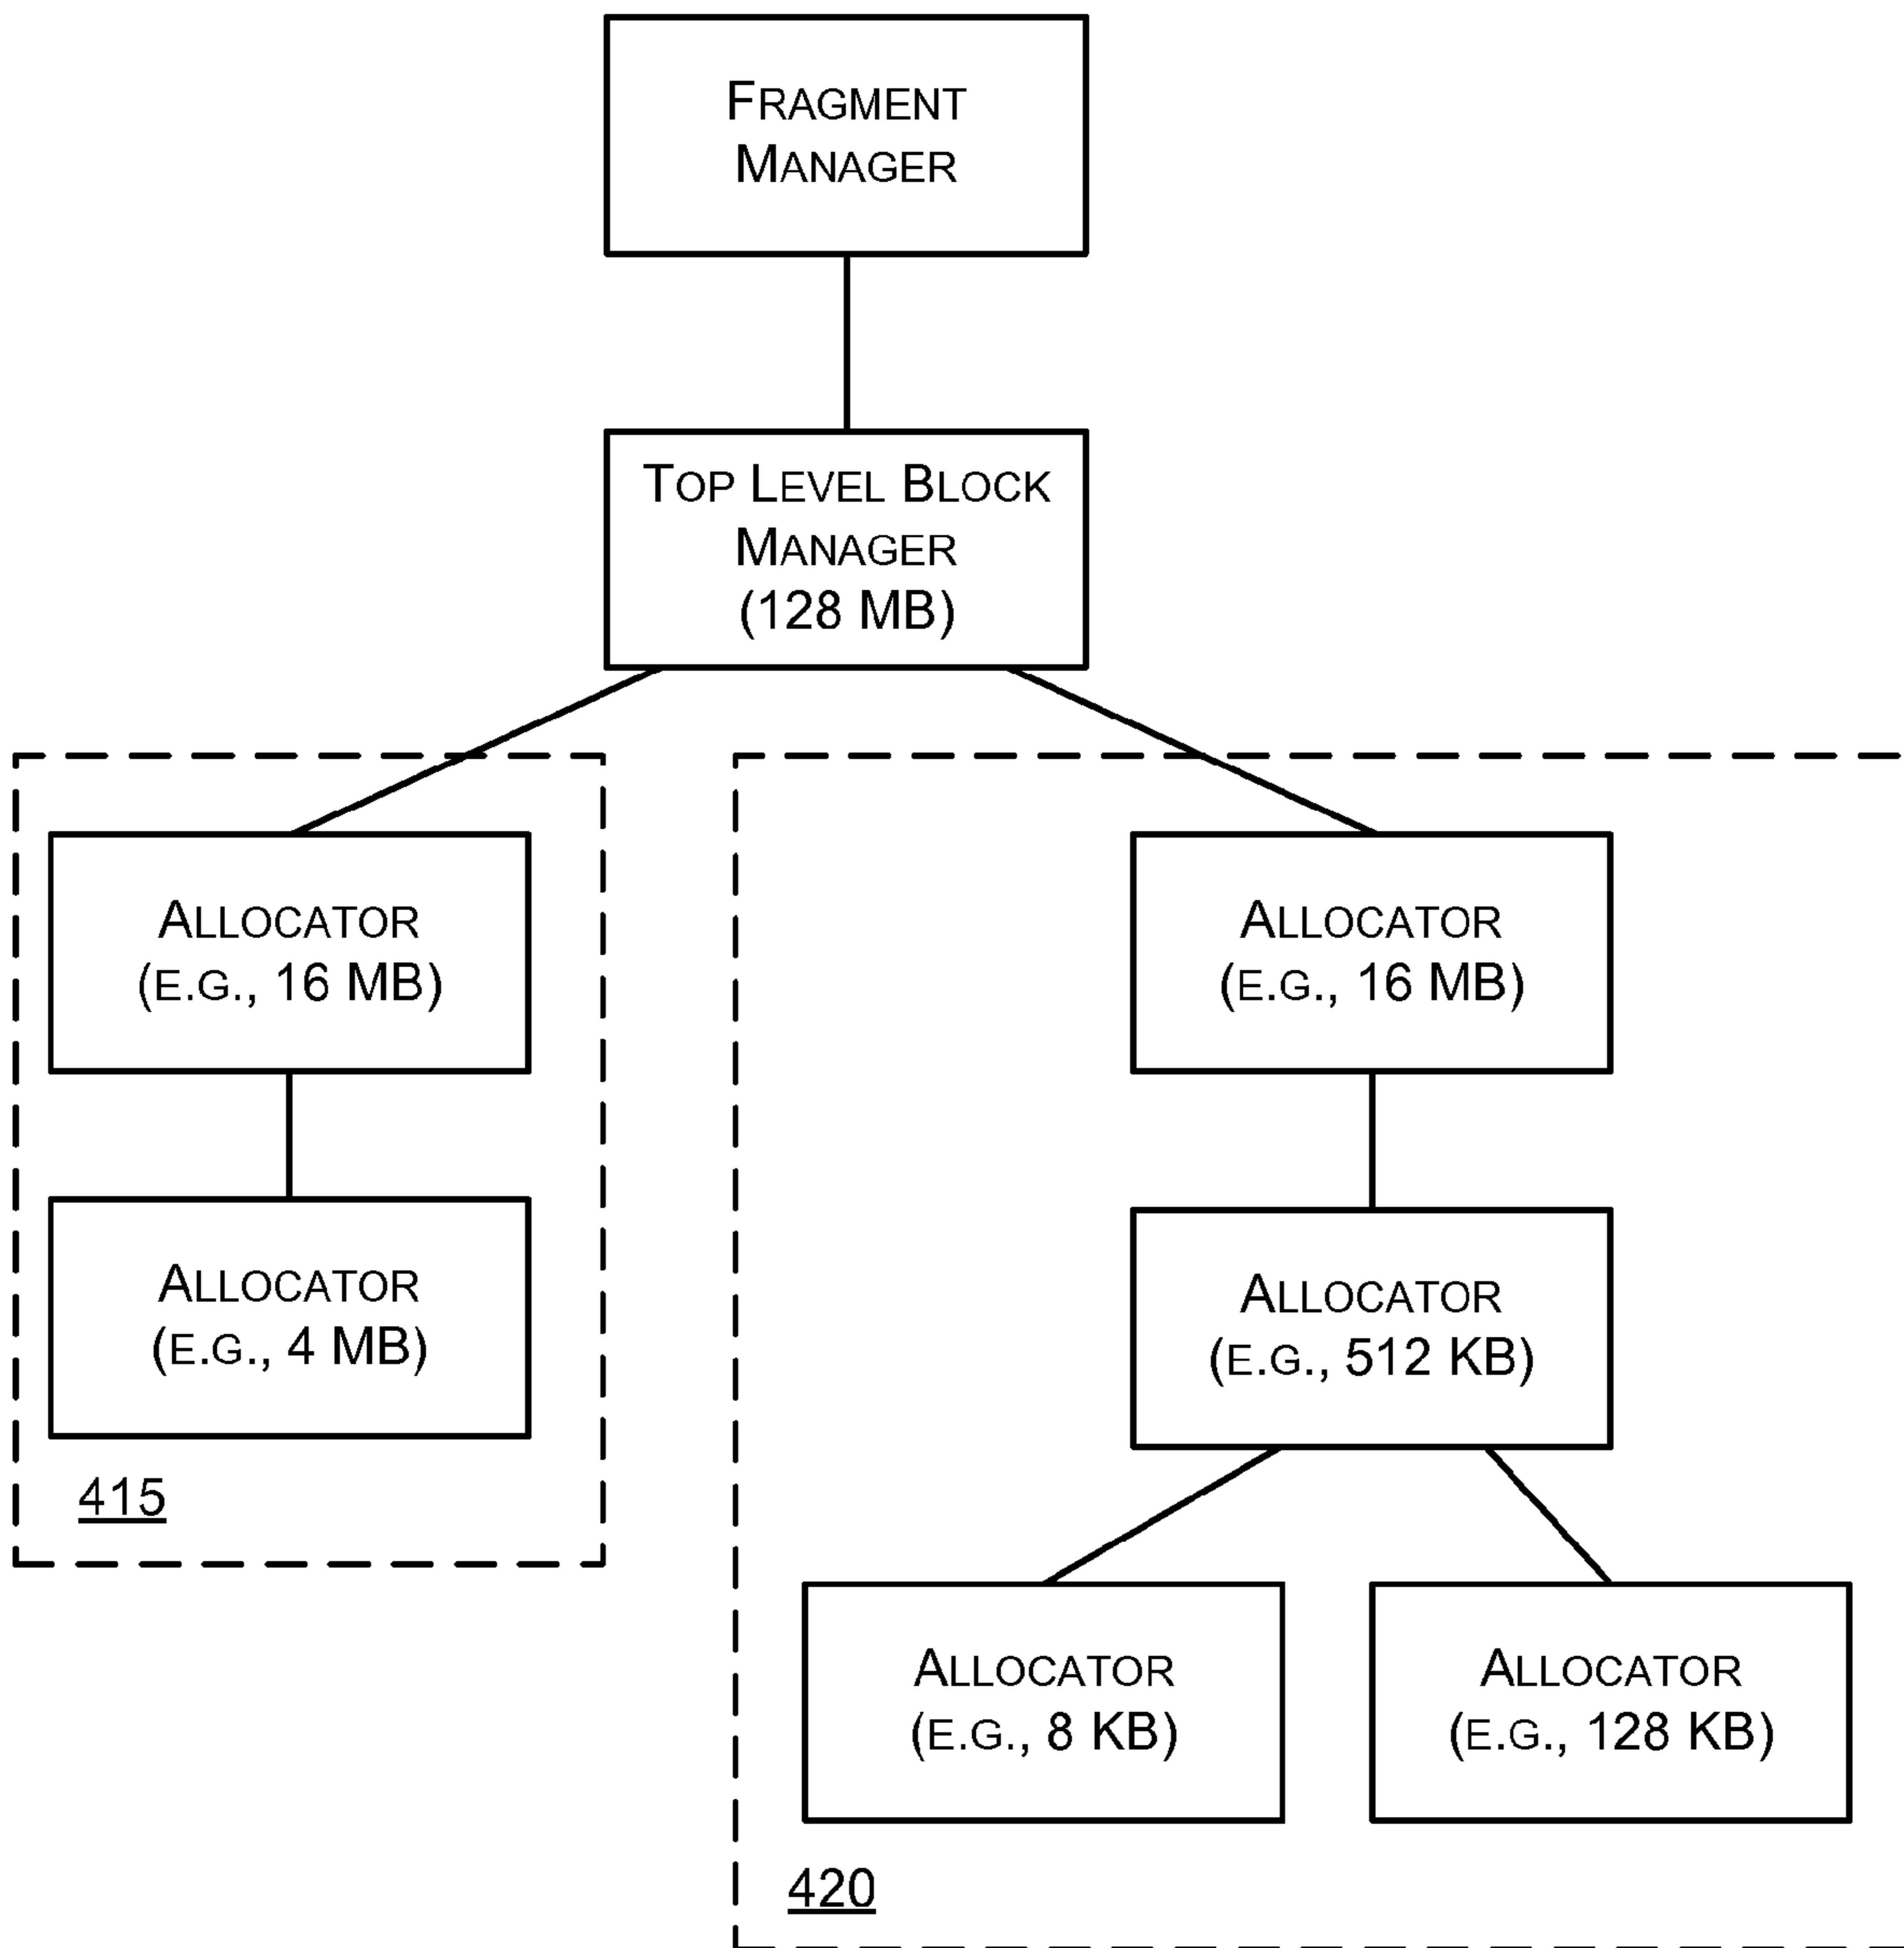 FRAGMENT
MANAGER
TOP LEVEL BLOCK
MANAGER
(128 MB)
ALLOCATOR
(E.G., 16 MB)
ALLOCATOR
(E.G., 4 MB)
415
ALLOCATOR
(E.G., 16 MB)
ALLOCATOR
(E.G., 512 KB)
ALLOCATOR
(E.G., 8 KB)
ALLOCATOR
(E.G., 128 KB)
420